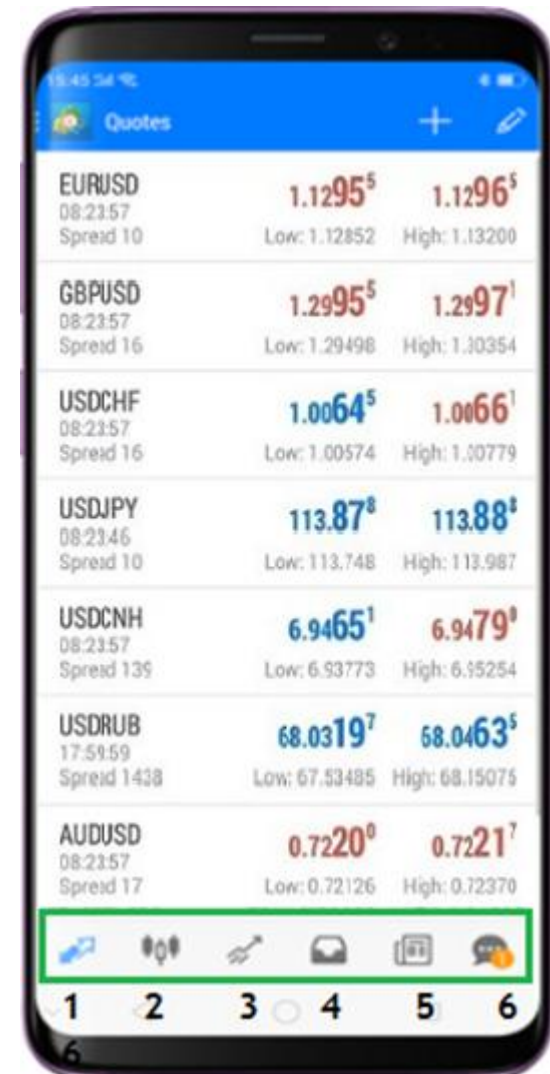 15:45
Quotes
EURUSD 1.1295⁵ 1.1296⁵
08:23:57
Spread 10 Low: 1.12852 High: 1.13200
GBPUSD 1.2995⁵ 1.2997¹
08:23:57
Spread 16 Low: 1.29498 High: 1.30354
USDCHF 1.0064⁵ 1.0066¹
08:23:57
Spread 16 Low: 1.00574 High: 1.00779
USDJPY 113.87⁸ 113.88⁸
08:23:46
Spread 10 Low: 113.748 High: 113.987
USDCNH 6.9465¹ 6.9479⁰
08:23:57
Spread 139 Low: 6.93773 High: 6.95254
USDRUB 68.0319⁷ 68.0463⁵
17:59:59
Spread 1438 Low: 67.53485 High: 68.15075
AUDUSD 0.7220⁰ 0.7221⁷
08:23:57
Spread 17 Low: 0.72126 High: 0.72370
1 2 3 4 5 6
6